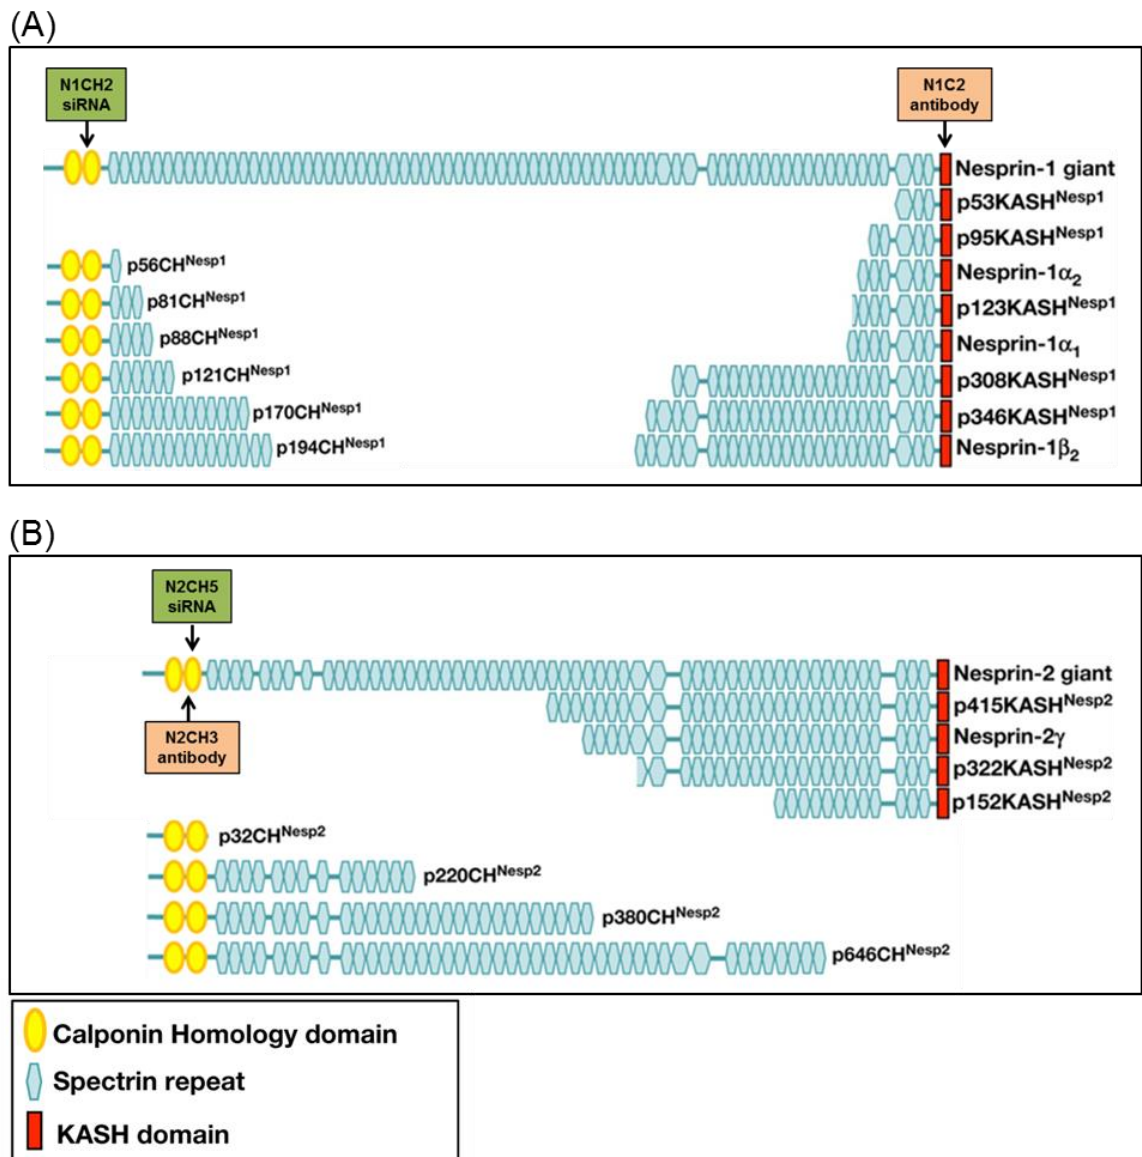 (A)
N1CH2
siRNA
N1C2
antibody
Nesprin-1 giant
p53KASHNesp1
p95KASHNesp1
p56CHNesp1
Nesprin-1α2
p81CHNesp1
p123KASHNesp1
p88CHNesp1
Nesprin-1α1
p121CHNesp1
p308KASHNesp1
p170CHNesp1
p346KASHNesp1
p194CHNesp1
Nesprin-1β2
(B)
N2CH5
siRNA
Nesprin-2 giant
p415KASHNesp2
N2CH3
antibody
Nesprin-2γ
p322KASHNesp2
p152KASHNesp2
p32CHNesp2
p220CHNesp2
p380CHNesp2
p646CHNesp2
Calponin Homology domain
Spectrin repeat
KASH domain